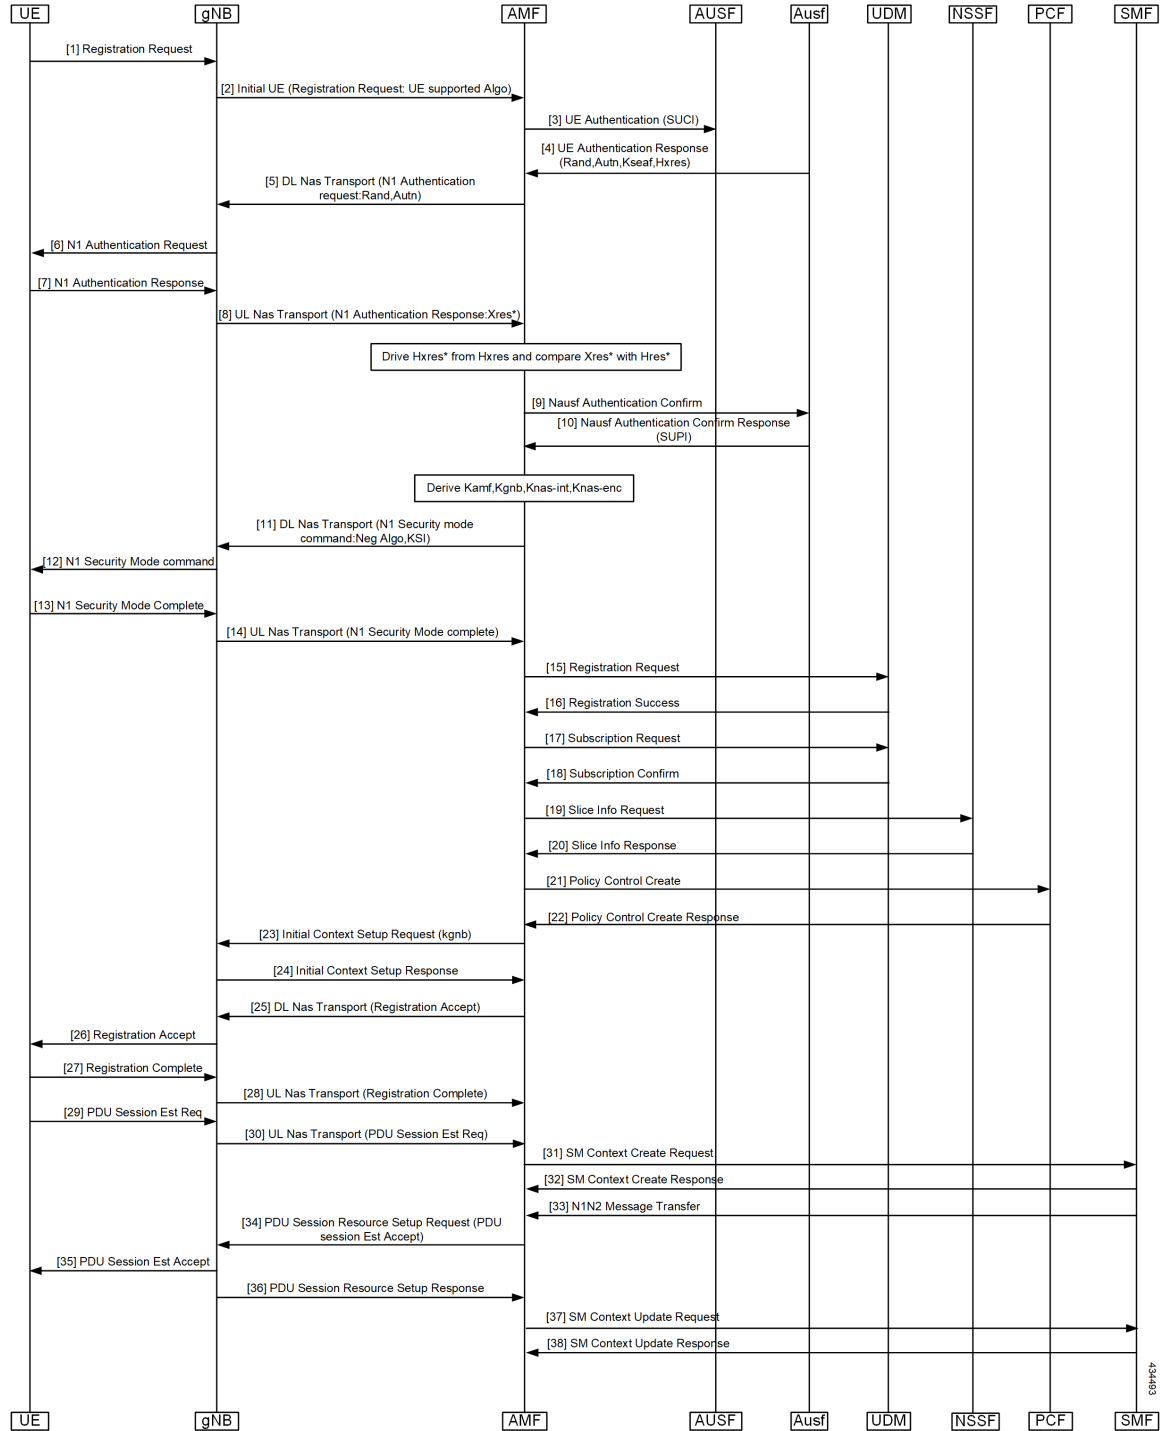 UE gNB AMF AUSF Ausf UDM NSSF PCF SMF
[1] Registration Request
[2] Initial UE (Registration Request: UE supported Algo)
[3] UE Authentication (SUCI)
[4] UE Authentication Response
(Rand,Autn,Kseaf,Hxres)
[5] DL Nas Transport (N1 Authentication
request:Rand,Autn)
[6] N1 Authentication Request
[7] N1 Authentication Response
[8] UL Nas Transport (N1 Authentication Response:Xres*)
Drive Hxres* from Hxres and compare Xres* with Hres*
[9] Nausf Authentication Confirm
[10] Nausf Authentication Confirm Response
(SUPI)
Derive Kamf,Kgnb,Knas-int,Knas-enc
[11] DL Nas Transport (N1 Security mode
command:Neg Algo,KSI)
[12] N1 Security Mode command
[13] N1 Security Mode Complete
[14] UL Nas Transport (N1 Security Mode complete)
[15] Registration Request
[16] Registration Success
[17] Subscription Request
[18] Subscription Confirm
[19] Slice Info Request
[20] Slice Info Response
[21] Policy Control Create
[22] Policy Control Create Response
[23] Initial Context Setup Request (kgnb)
[24] Initial Context Setup Response
[25] DL Nas Transport (Registration Accept)
[26] Registration Accept
[27] Registration Complete
[28] UL Nas Transport (Registration Complete)
[29] PDU Session Est Req
[30] UL Nas Transport (PDU Session Est Req)
[31] SM Context Create Request
[32] SM Context Create Response
[33] N1N2 Message Transfer
[34] PDU Session Resource Setup Request (PDU
session Est Accept)
[35] PDU Session Est Accept
[36] PDU Session Resource Setup Response
[37] SM Context Update Request
[38] SM Context Update Response
434493
UE gNB AMF AUSF Ausf UDM NSSF PCF SMF